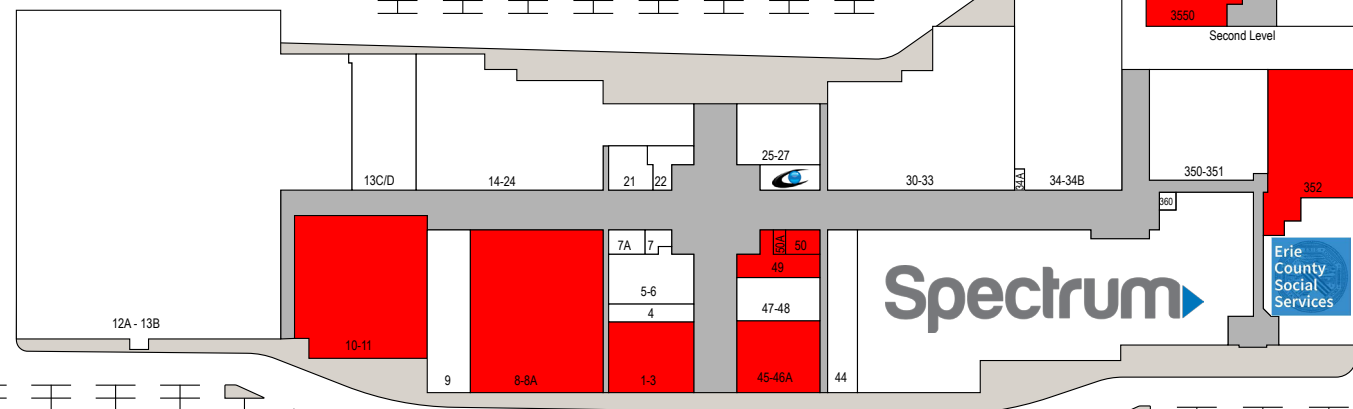 3550
Second Level
25-27
13C/D
14-24
21
22
30-33
34A
34-34B
350-351
352
360
7A
7
50A
50
49
5-6
4
47-48
Spectrum
Erie
County
Social
Services
12A - 13B
10-11
9
8-8A
1-3
45-46A
44